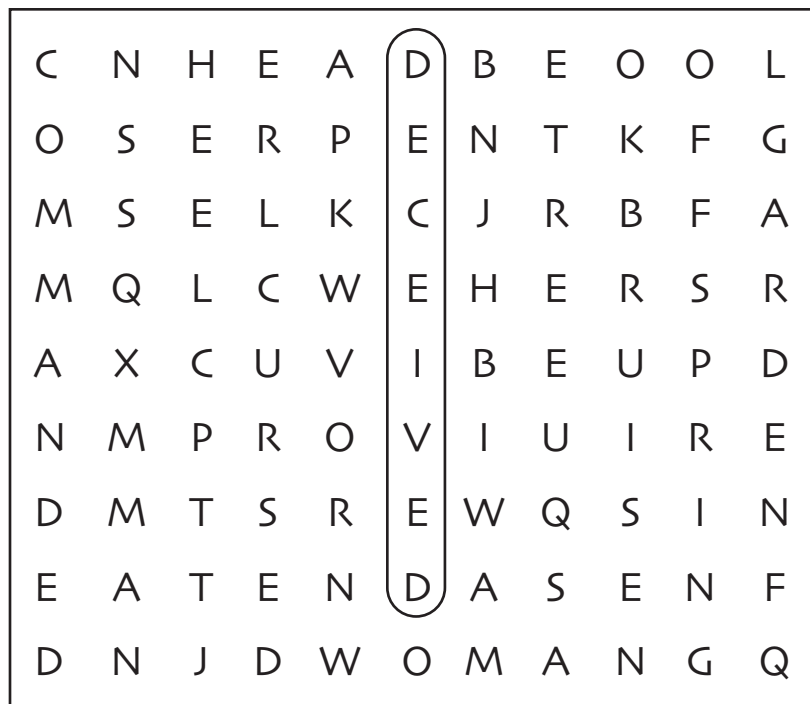 C N H E A D B E O O L
O S E R P E N T K F G
M S E L K C J R B F A
M Q L C W E H E R S R
A X C U V I B E U P D
N M P R O V I U I R E
D M T S R E W Q S I N
E A T E N D A S E N F
D N J D W O M A N G Q